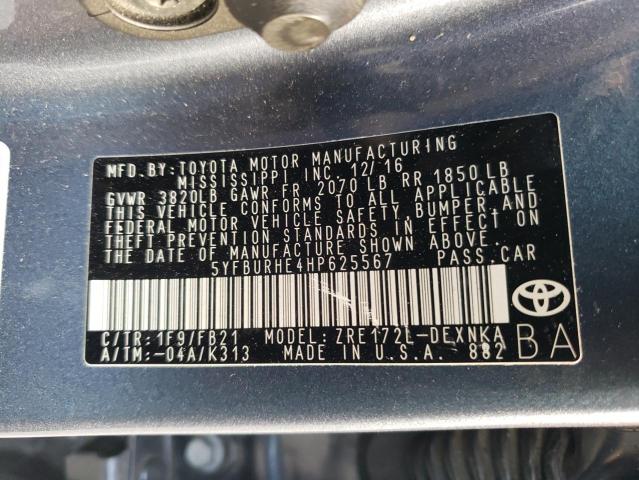 MFD.BY:TOYOTA MOTOR MANUFACTURING
MISSISSIPPI INC. 12/16
GVWR 3820LB GAWR FR 2070 LB RR 1850 LB
THIS VEHICLE CONFORMS TO ALL APPLICABLE
FEDERAL MOTOR VEHICLE SAFETY, BUMPER, AND
THEFT PREVENTION STANDARDS IN EFFECT ON
THE DATE OF MANUFACTURE SHOWN ABOVE.
5YFBURHE4HP625567 PASS.CAR
C/TR:1F9/FB21 MODEL:ZRE172L-DEXNKA
A/TM:-04A/K313 MADE IN U.S.A. 882
BA